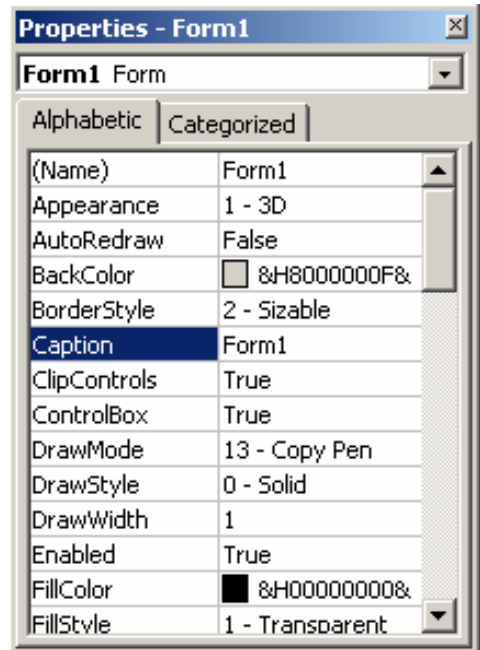 Properties - Form1
Form1 Form
Alphabetic Categorized
(Name) Form1
Appearance 1 - 3D
AutoRedraw False
BackColor &H8000000F&
BorderStyle 2 - Sizable
Caption Form1
ClipControls True
ControlBox True
DrawMode 13 - Copy Pen
DrawStyle 0 - Solid
DrawWidth 1
Enabled True
FillColor &H00000000&
FillStyle 1 - Transparent